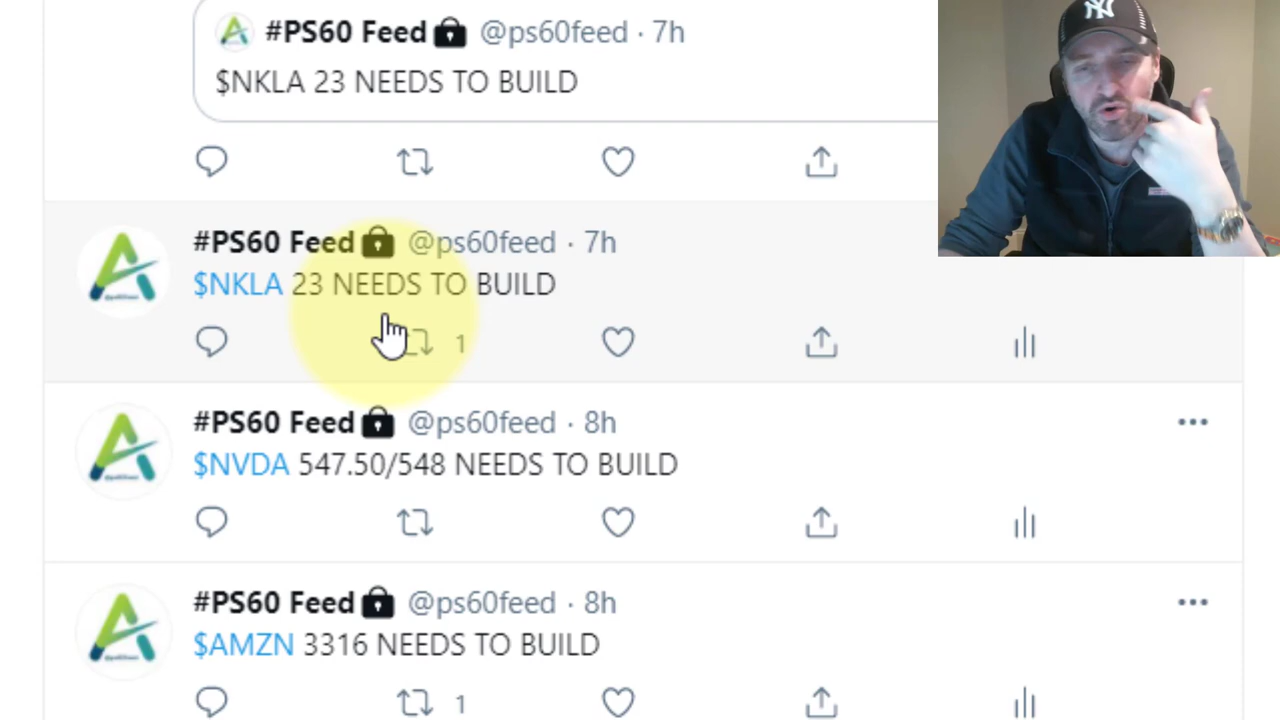 #PS60 Feed @ps60feed · 7h
$NKLA 23 NEEDS TO BUILD
#PS60 Feed @ps60feed · 7h
$NKLA 23 NEEDS TO BUILD
1
#PS60 Feed @ps60feed · 8h
$NVDA 547.50/548 NEEDS TO BUILD
#PS60 Feed @ps60feed · 8h
$AMZN 3316 NEEDS TO BUILD
1